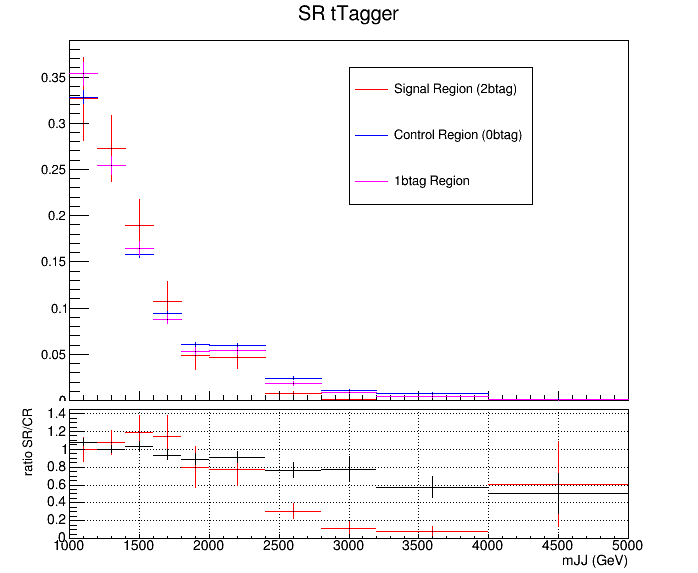 SR tTagger
0.35
0.3
0.25
0.2
0.15
0.1
0.05
0
Signal Region (2btag)
Control Region (0btag)
1btag Region
ratio SR/CR
1.4
1.2
1
0.8
0.6
0.4
0.2
0
1000 1500 2000 2500 3000 3500 4000 4500 5000
mJJ (GeV)